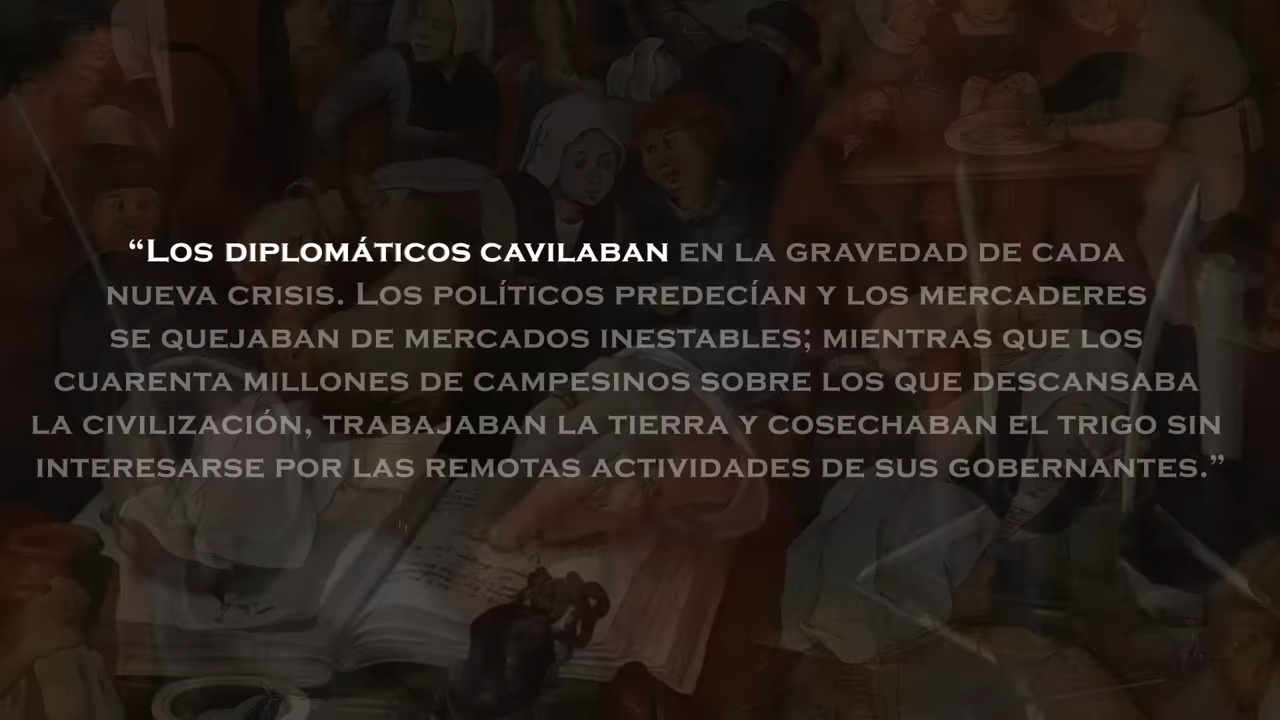 “Los diplomáticos cavilaban en la gravedad de cada
nueva crisis. Los políticos predecían y los mercaderes
se quejaban de mercados inestables; mientras que los
cuarenta millones de campesinos sobre los que descansaba
la civilización, trabajaban la tierra y cosechaban el trigo sin
interesarse por las remotas actividades de sus gobernantes.”